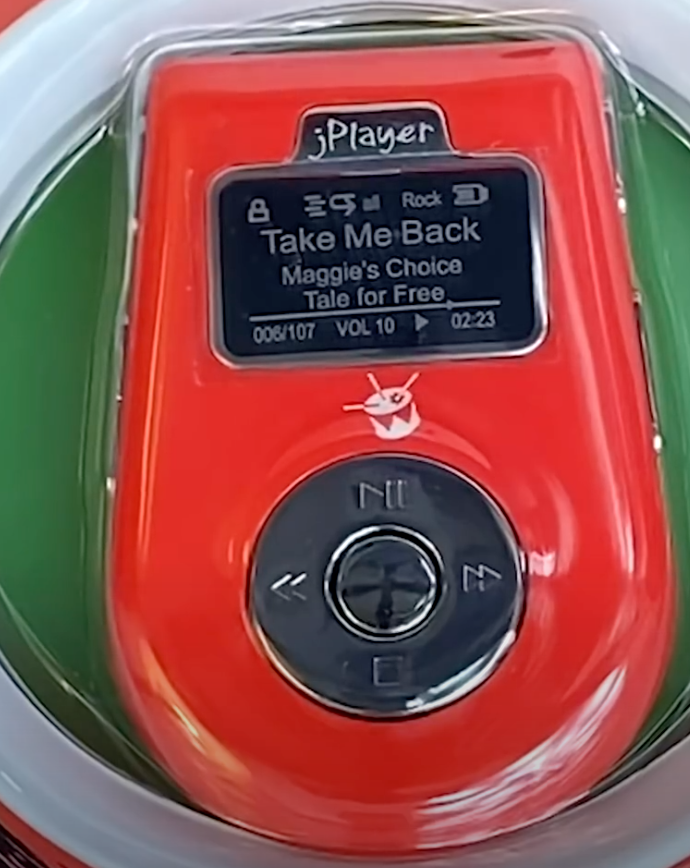 jPlayer
Rock
Take Me Back
Maggie's Choice
Tale for Free
006/107 VOL 10 02:23